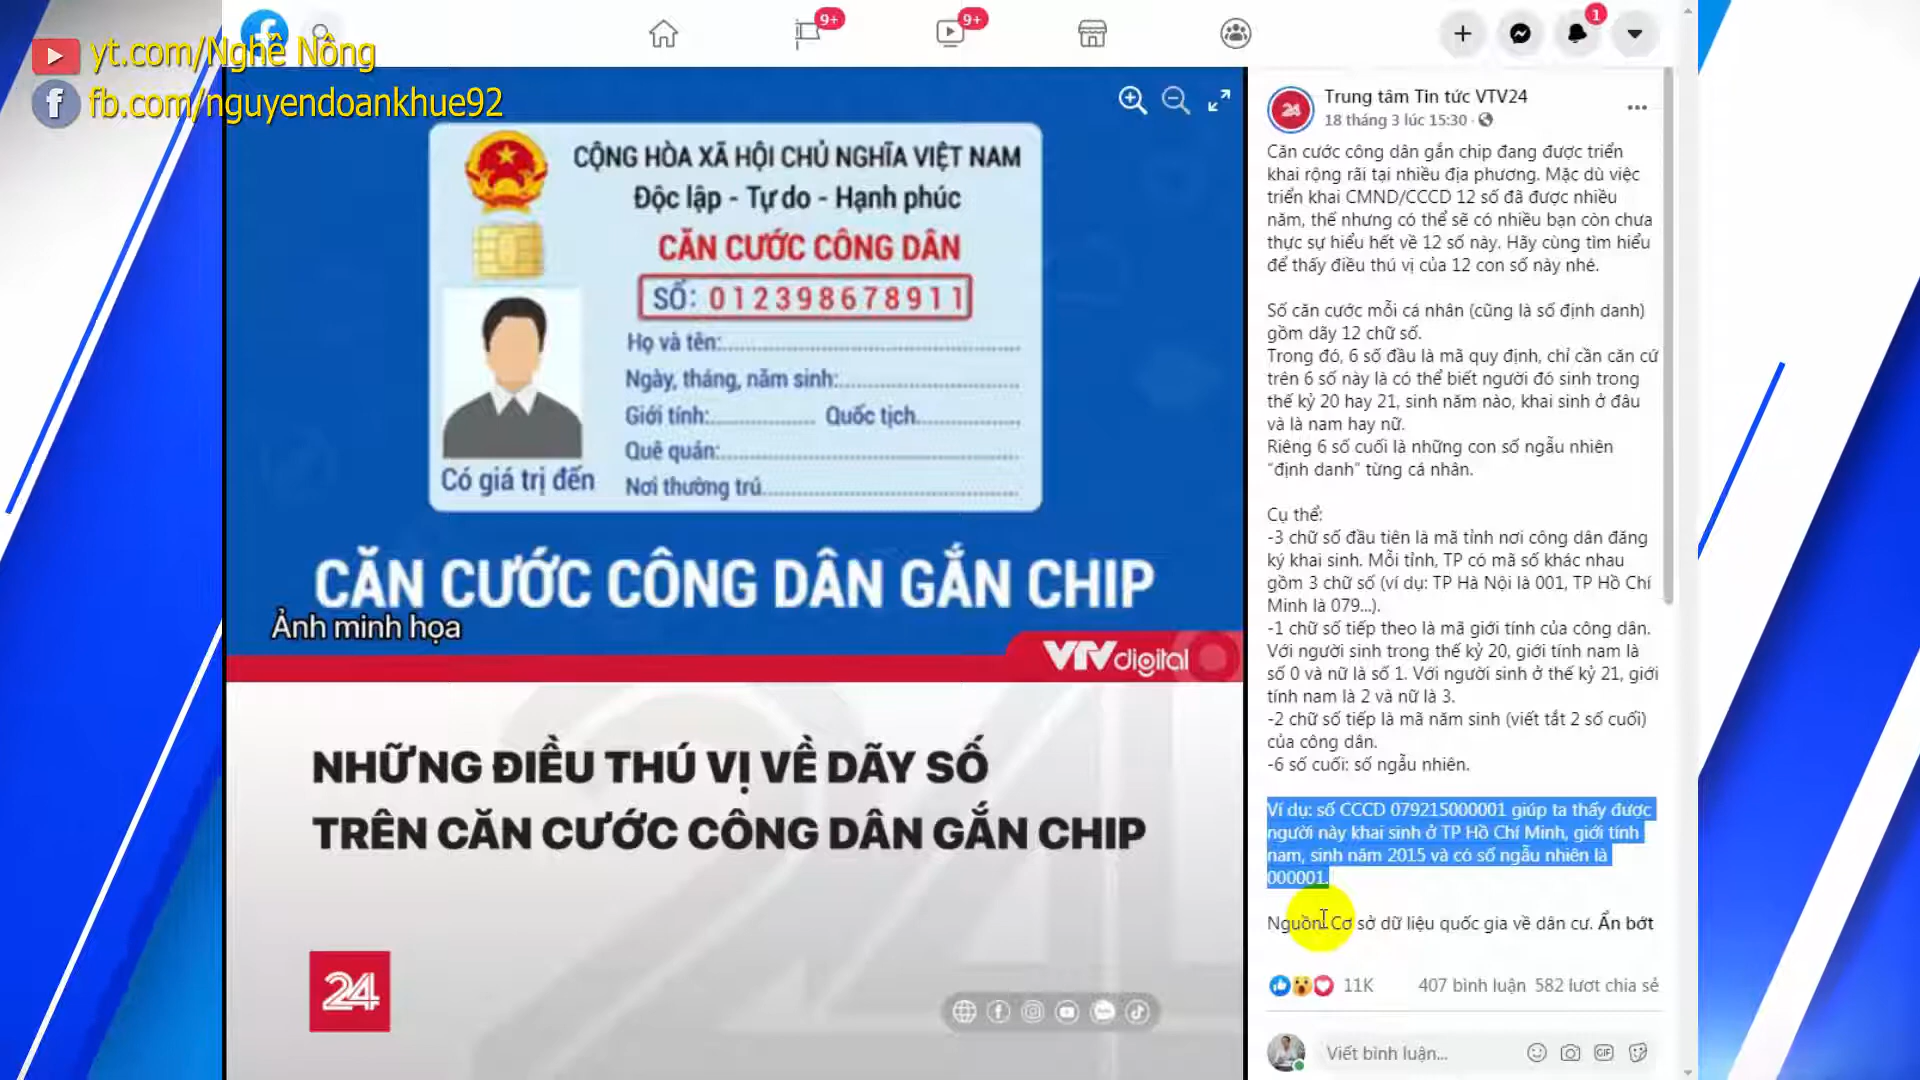 yt.com/Nghề Nông
fb.com/nguyendoankhue92
9+
9+
1
CỘNG HÒA XÃ HỘI CHỦ NGHĨA VIỆT NAM
Độc lập - Tự do - Hạnh phúc
CĂN CƯỚC CÔNG DÂN
SỐ: 012398678911
Họ và tên:
Ngày, tháng, năm sinh:
Giới tính: Quốc tịch
Quê quán:
Có giá trị đến
Nơi thường trú
CĂN CƯỚC CÔNG DÂN GẮN CHIP
Ảnh minh họa
VTVdigital
NHỮNG ĐIỀU THÚ VỊ VỀ DÃY SỐ
TRÊN CĂN CƯỚC CÔNG DÂN GẮN CHIP
24
24
Trung tâm Tin tức VTV24
18 tháng 3 lúc 15:30 ·
Căn cước công dân gắn chip đang được triển
khai rộng rãi tại nhiều địa phương. Mặc dù việc
triển khai CMND/CCCD 12 số đã được nhiều
năm, thế nhưng có thể sẽ có nhiều bạn còn chưa
thực sự hiểu hết về 12 số này. Hãy cùng tìm hiểu
để thấy điều thú vị của 12 con số này nhé.
Số căn cước mỗi cá nhân (cũng là số định danh)
gồm dãy 12 chữ số.
Trong đó, 6 số đầu là mã quy định, chỉ cần căn cứ
trên 6 số này là có thể biết người đó sinh trong
thế kỷ 20 hay 21, sinh năm nào, khai sinh ở đâu
và là nam hay nữ.
Riêng 6 số cuối là những con số ngẫu nhiên
“định danh” từng cá nhân.
Cụ thể:
-3 chữ số đầu tiên là mã tỉnh nơi công dân đăng
ký khai sinh. Mỗi tỉnh, TP có mã số khác nhau
gồm 3 chữ số (ví dụ: TP Hà Nội là 001, TP Hồ Chí
Minh là 079...).
-1 chữ số tiếp theo là mã giới tính của công dân.
Với người sinh trong thế kỷ 20, giới tính nam là
số 0 và nữ là số 1. Với người sinh ở thế kỷ 21, giới
tính nam là 2 và nữ là 3.
-2 chữ số tiếp là mã năm sinh (viết tắt 2 số cuối)
của công dân.
-6 số cuối: số ngẫu nhiên.
Ví dụ: số CCCD 079215000001 giúp ta thấy được
người này khai sinh ở TP Hồ Chí Minh, giới tính
nam, sinh năm 2015 và có số ngẫu nhiên là
000001.
Nguồn: Cơ sở dữ liệu quốc gia về dân cư. Ẩn bớt
11K 407 bình luận 582 lượt chia sẻ
Viết bình luận...
GIF